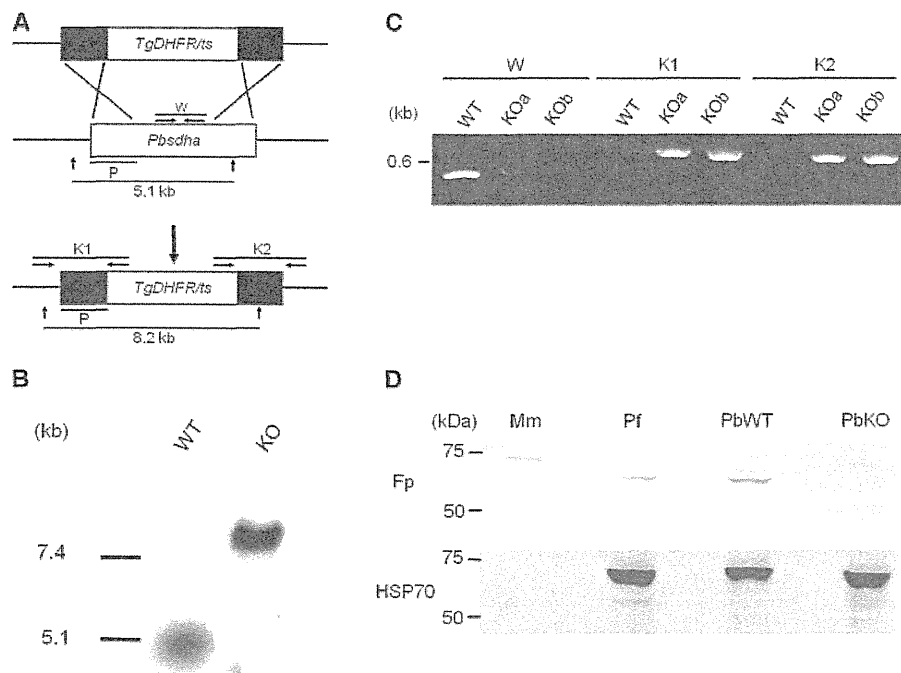 A
TgDHFR/ts
W
Pbsdha
P
5.1 kb
K1
K2
TgDHFR/ts
P
8.2 kb
B
(kb)
WT
KO
7.4
5.1
C
W
K1
K2
(kb)
WT
KOa
KOb
WT
KOa
KOb
WT
KOa
KOb
0.6
D
(kDa)
Mm
Pf
PbWT
PbKO
75
Fp
50
75
HSP70
50